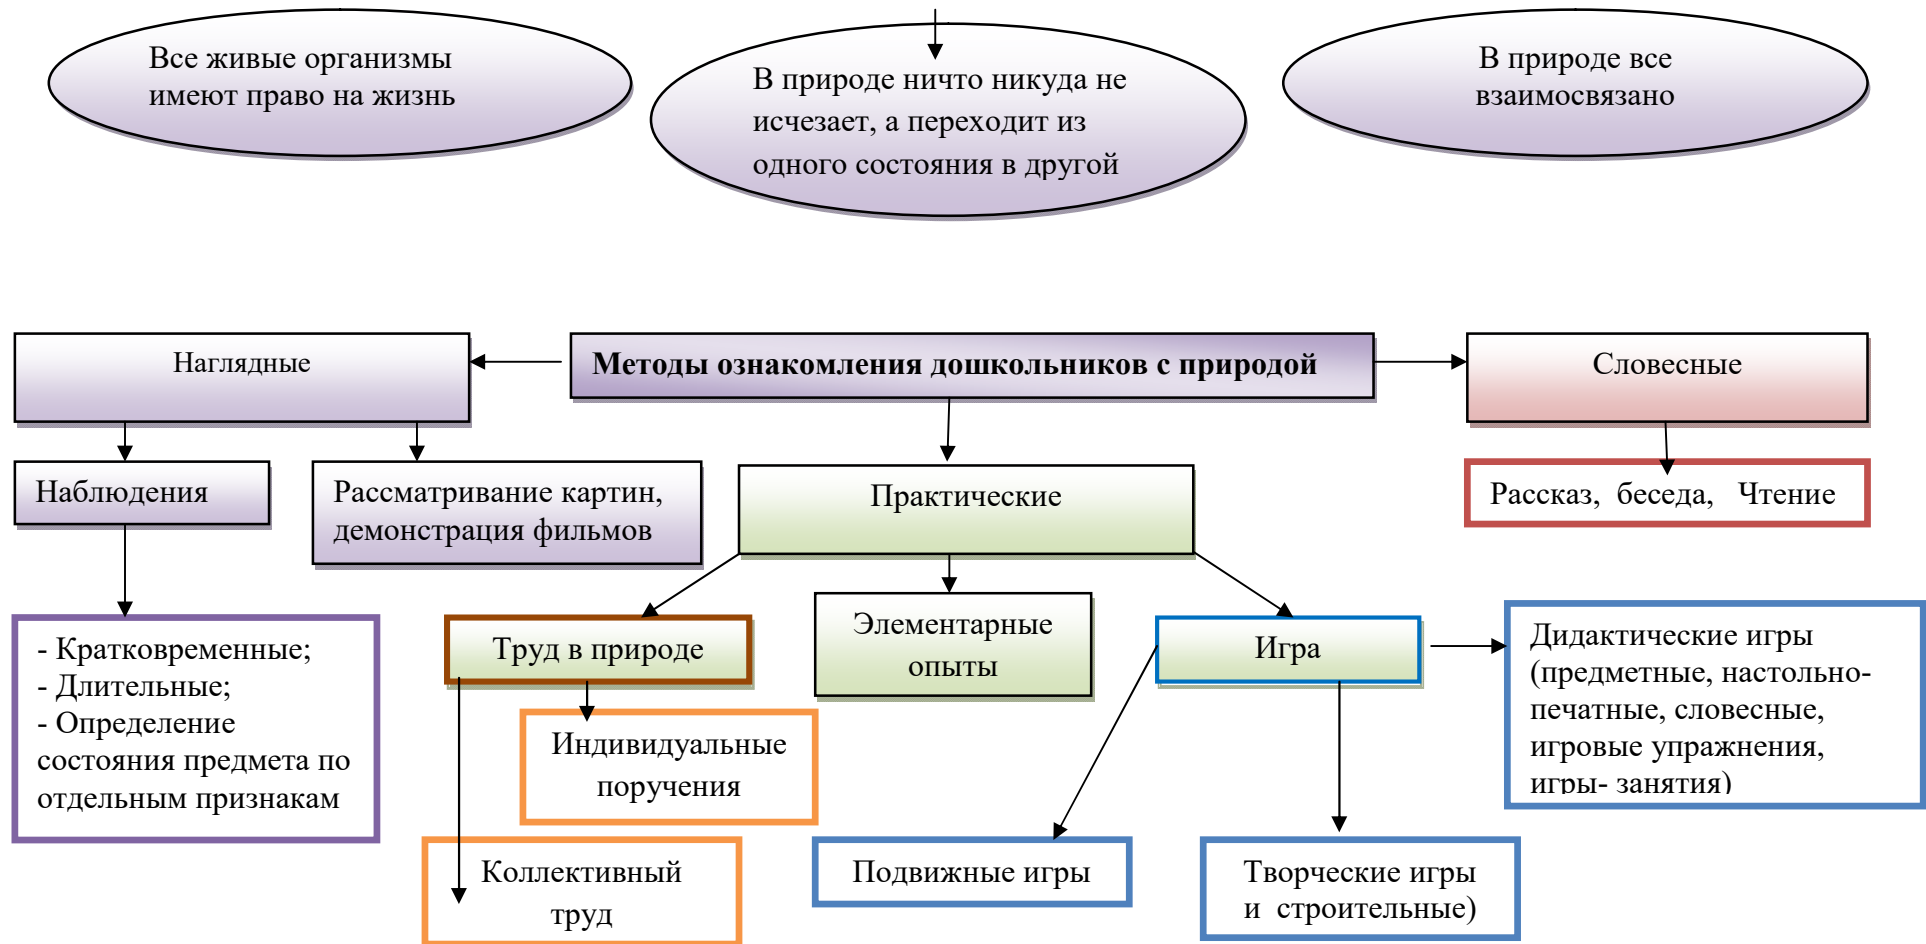 Все живые организмы
имеют право на жизнь
В природе ничто никуда не
исчезает, а переходит из
одного состояния в другой
В природе все
взаимосвязано
Наглядные
Методы ознакомления дошкольников с природой
Словесные
Наблюдения
Рассматривание картин,
демонстрация фильмов
Практические
Рассказ, беседа, Чтение
- Кратковременные;
- Длительные;
- Определение
состояния предмета по
отдельным признакам
Труд в природе
Элементарные
опыты
Игра
Дидактические игры
(предметные, настольно-
печатные, словесные,
игровые упражнения,
игры- занятия)
Индивидуальные
поручения
Коллективный
труд
Подвижные игры
Творческие игры
и строительные)